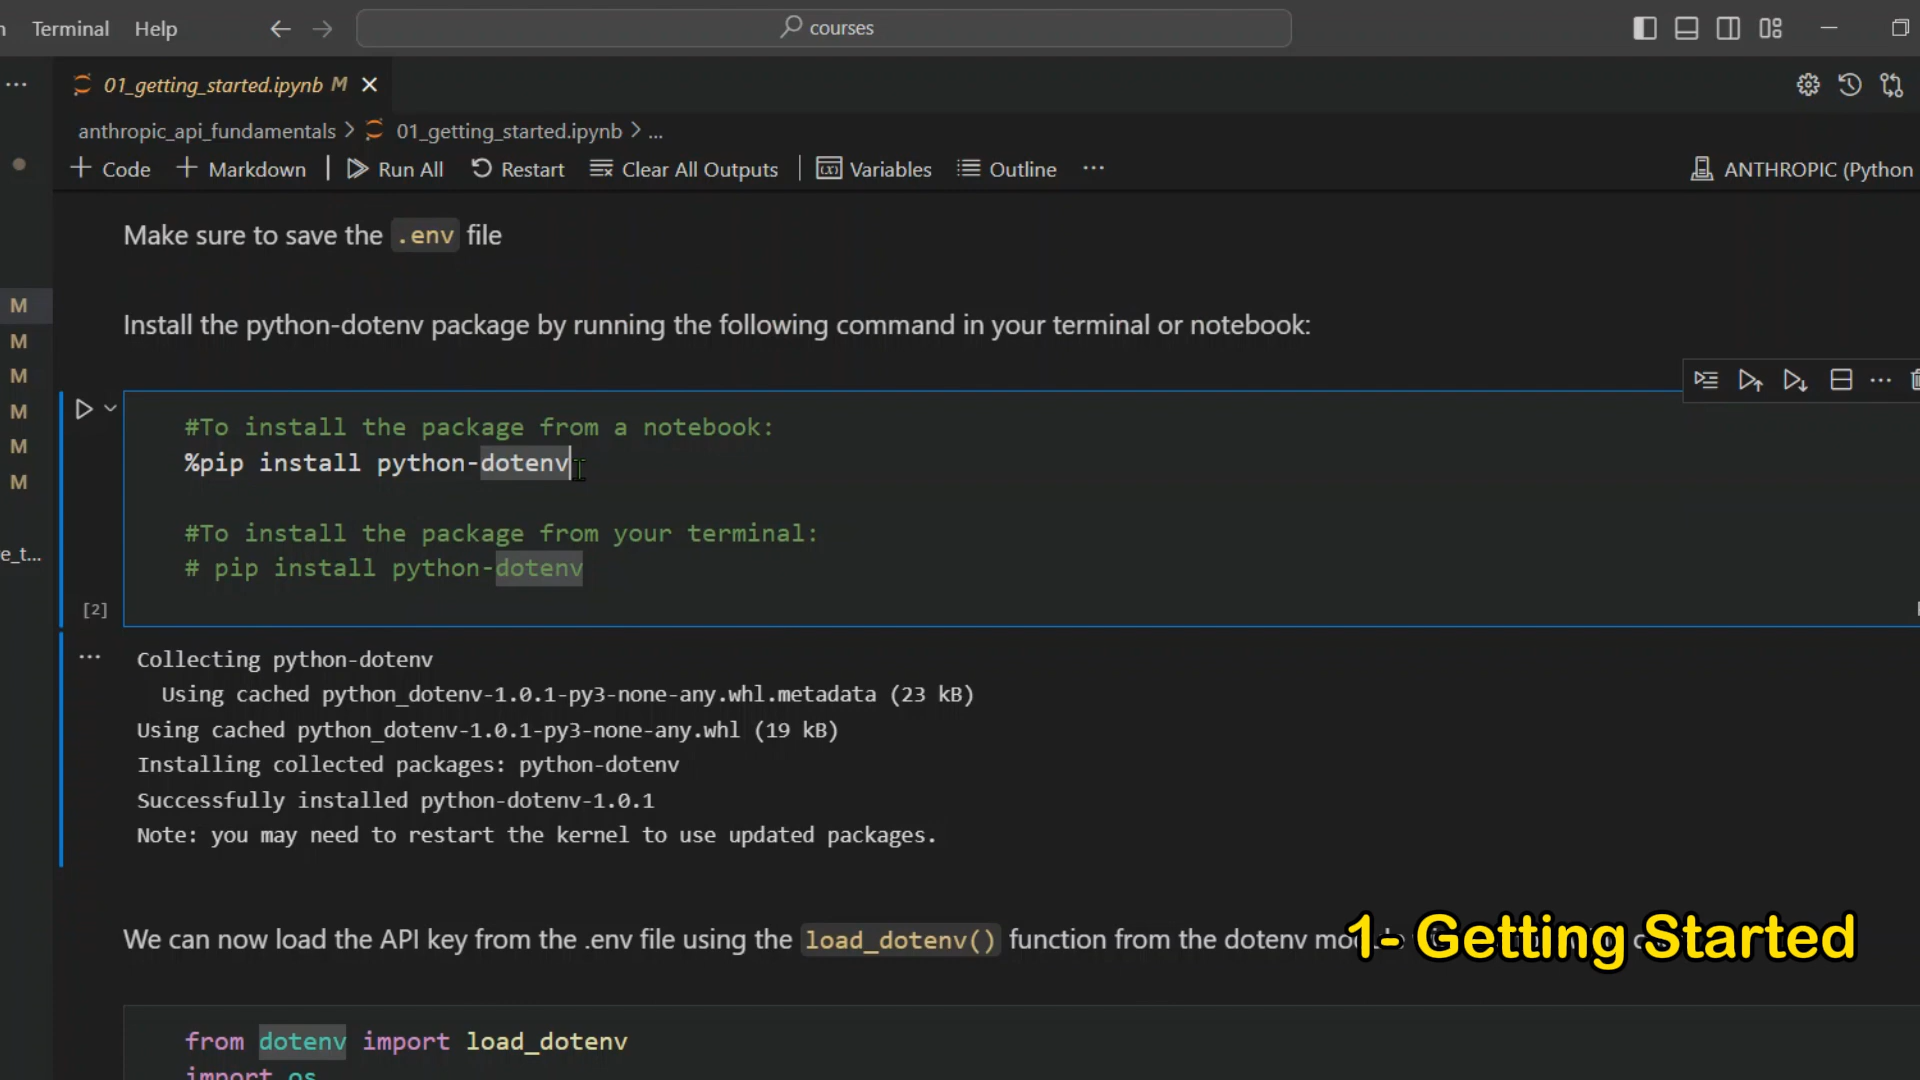 Terminal Help
courses
01_getting_started.ipynb M
anthropic_api_fundamentals > 01_getting_started.ipynb > ...
+ Code + Markdown Run All Restart Clear All Outputs Variables Outline ... ANTHROPIC (Python
Make sure to save the .env file
M
Install the python-dotenv package by running the following command in your terminal or notebook:
M
M
M
M
M
#To install the package from a notebook:
%pip install python-dotenv
#To install the package from your terminal:
# pip install python-dotenv
e_t...
[2]
Collecting python-dotenv
Using cached python_dotenv-1.0.1-py3-none-any.whl.metadata (23 kB)
Using cached python_dotenv-1.0.1-py3-none-any.whl (19 kB)
Installing collected packages: python-dotenv
Successfully installed python-dotenv-1.0.1
Note: you may need to restart the kernel to use updated packages.
We can now load the API key from the .env file using the load_dotenv() function from the dotenv
1- Getting Started
from dotenv import load_dotenv
import os